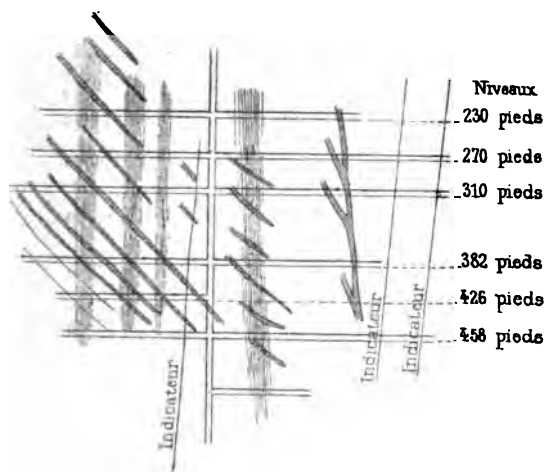 Niveaux
230 pieds
270 pieds
310 pieds
382 pieds
426 pieds
458 pieds
Indicateur
Indicateur
Indicateur